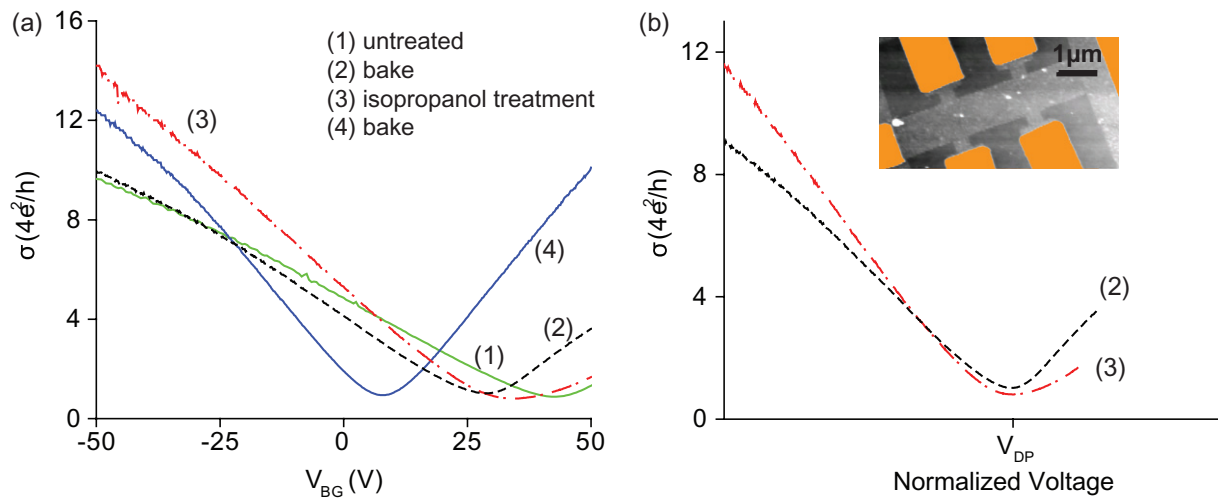 (a)
16
12
8
4
0
σ(4e²/h)
-50
-25
0
25
50
V_BG (V)
(1) untreated
(2) bake
(3) isopropanol treatment
(4) bake
(3)
(4)
(1)
(2)
(b)
12
8
4
0
σ(4e²/h)
1μm
(2)
(3)
V_DP
Normalized Voltage